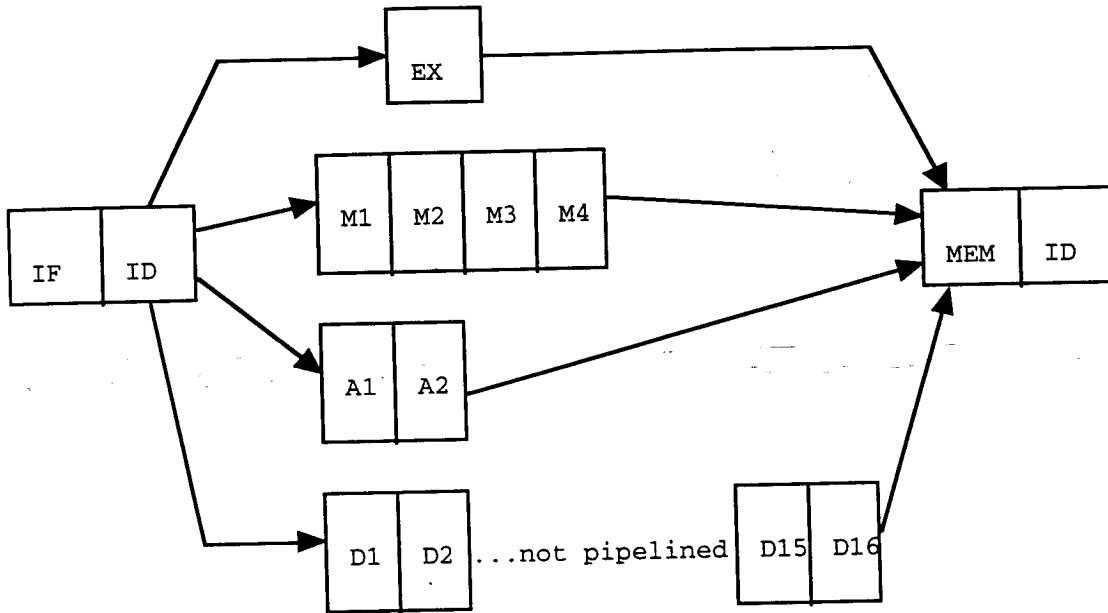 EX
M1 M2 M3 M4
IF ID
MEM ID
A1 A2
D1 D2 ...not pipelined D15 D16